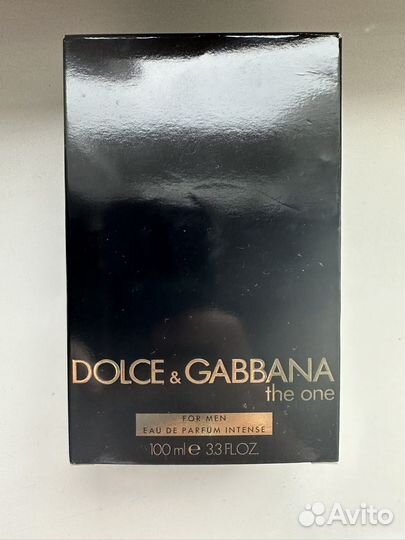 DOLCE & GABBANA
the one
FOR MEN
EAU DE PARFUM INTENSE
100 ml e 3.3 FL.OZ.
Avito